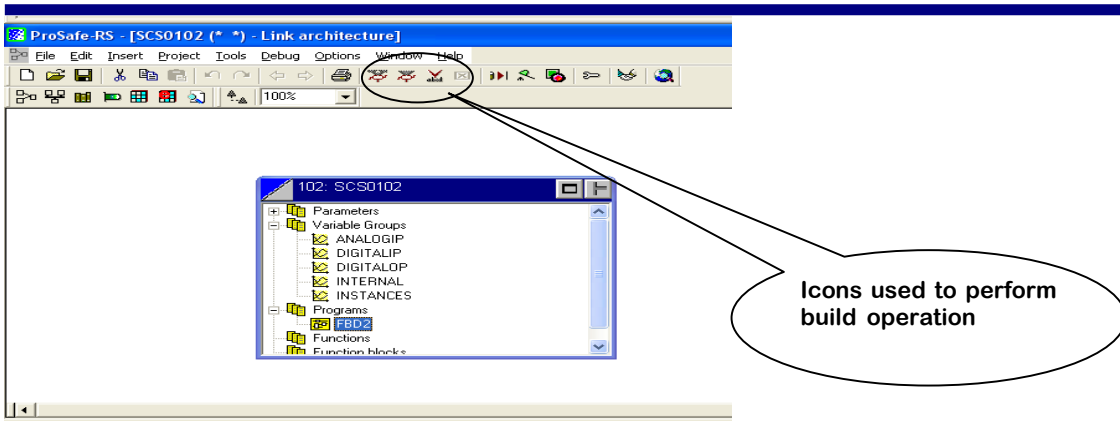 ProSafe-RS - [SCS0102 (* *) - Link architecture]
File Edit Insert Project Tools Debug Options Window Help
100%
102: SCS0102
Parameters
Variable Groups
ANALOGIP
DIGITALIP
DIGITALOP
INTERNAL
INSTANCES
Programs
FBD2
Functions
Function blocks
Icons used to perform
build operation